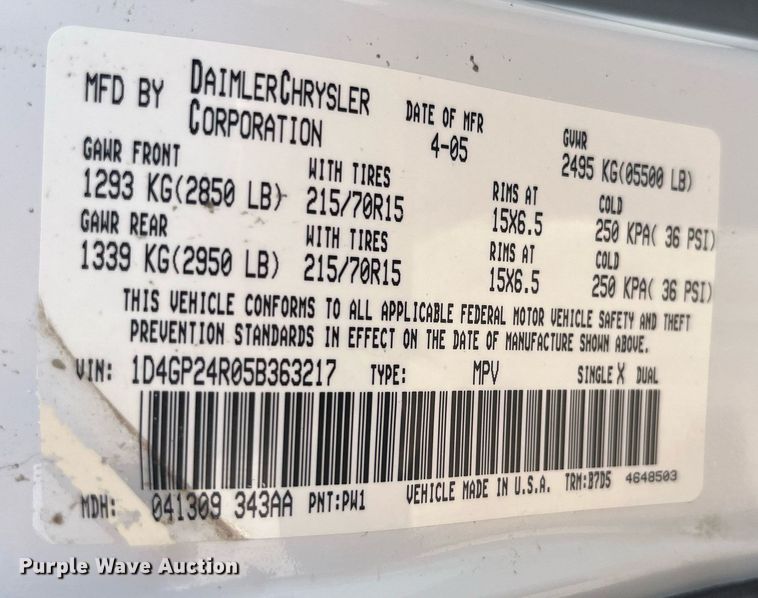 MFD BY DAIMLERCHRYSLER CORPORATION DATE OF MFR 4-05 GVWR 2495 KG(05500 LB)
GAWR FRONT WITH TIRES RIMS AT COLD
1293 KG(2850 LB) 215/70R15 15X6.5 250 KPA( 36 PSI)
GAWR REAR WITH TIRES RIMS AT COLD
1339 KG(2950 LB) 215/70R15 15X6.5 250 KPA( 36 PSI)
THIS VEHICLE CONFORMS TO ALL APPLICABLE FEDERAL MOTOR VEHICLE SAFETY AND THEFT
PREVENTION STANDARDS IN EFFECT ON THE DATE OF MANUFACTURE SHOWN ABOVE.
VIN: 1D4GP24R05B363217 TYPE: MPV SINGLE X DUAL
MDH: 041309 343AA PNT:PW1 VEHICLE MADE IN U.S.A. TRM:B7D5 4648503
Purple Wave Auction